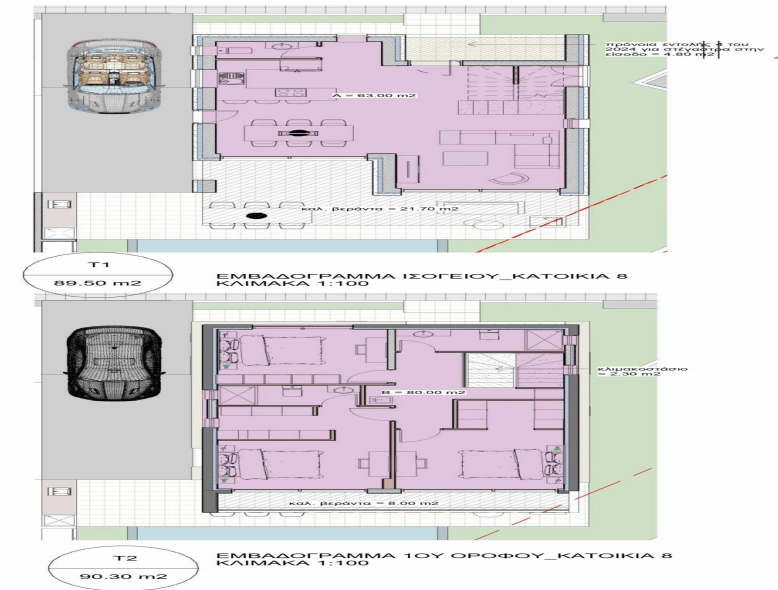 πρόνοια εντολής 4 του
2024 για στέγαστρα στην
είσοδο = 4.80 m2
A = 63.00 m2
καλ. βεράντα = 21.70 m2
T1
89.50 m2
ΕΜΒΑΔΟΓΡΑΜΜΑ ΙΣΟΓΕΙΟΥ_ΚΑΤΟΙΚΙΑ 8
ΚΛΙΜΑΚΑ 1:100
κλιμακοστάσιο
= 2.30 m2
B = 80.00 m2
καλ. βεράντα = 8.00 m2
T2
90.30 m2
ΕΜΒΑΔΟΓΡΑΜΜΑ 1ΟΥ ΟΡΟΦΟΥ_ΚΑΤΟΙΚΙΑ 8
ΚΛΙΜΑΚΑ 1:100